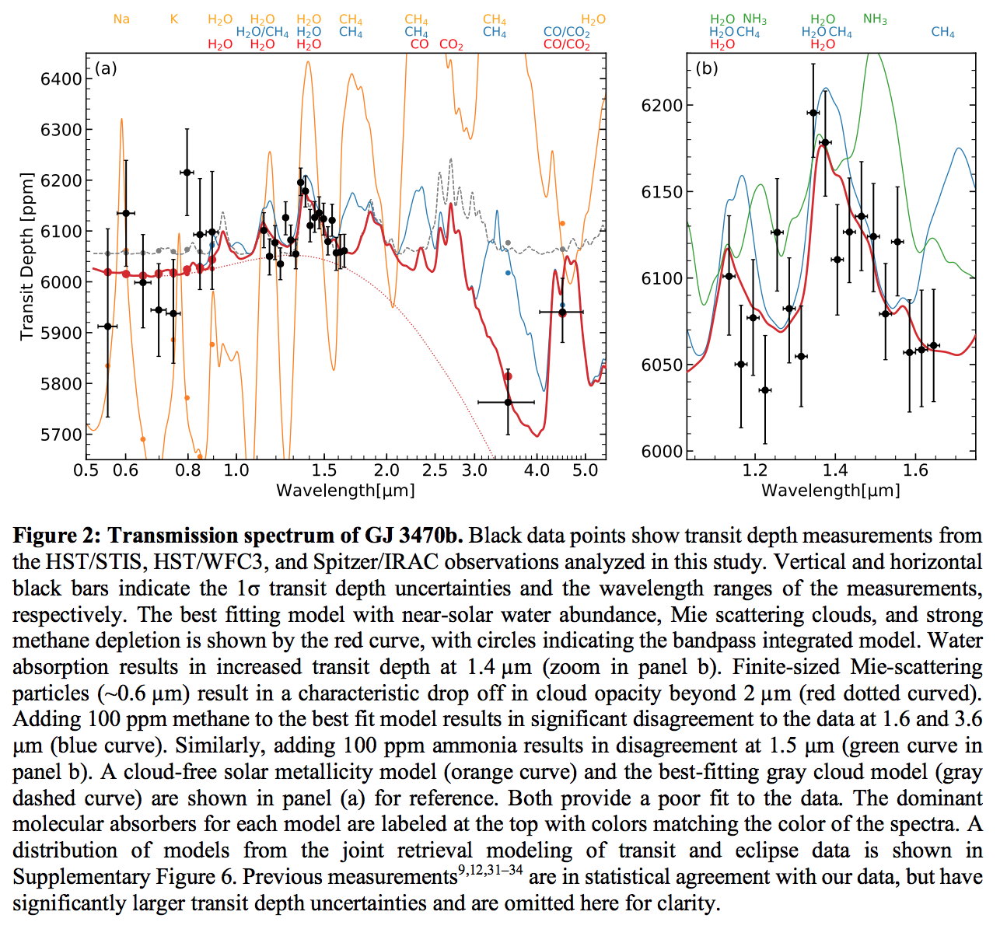 Na K H₂O H₂O H₂O CH₄ CH₄ CH₄ H₂O
H₂O/CH₄ H₂O CH₄ CH₄ CH₄ CO/CO₂
H₂O H₂O H₂O CO CO₂ CO/CO₂
(a)
6400
6300
6200
6100
6000
5900
5800
5700
Transit Depth [ppm]
0.5 0.6 0.8 1.0 1.5 2.0 2.5 3.0 4.0 5.0
Wavelength[μm]
H₂O NH₃ H₂O NH₃
H₂O CH₄ H₂O CH₄ CH₄
H₂O H₂O
(b)
6200
6150
6100
6050
6000
1.2 1.4 1.6
Wavelength[μm]
Figure 2: Transmission spectrum of GJ 3470b. Black data points show transit depth measurements from
the HST/STIS, HST/WFC3, and Spitzer/IRAC observations analyzed in this study. Vertical and horizontal
black bars indicate the 1σ transit depth uncertainties and the wavelength ranges of the measurements,
respectively. The best fitting model with near-solar water abundance, Mie scattering clouds, and strong
methane depletion is shown by the red curve, with circles indicating the bandpass integrated model. Water
absorption results in increased transit depth at 1.4 μm (zoom in panel b). Finite-sized Mie-scattering
particles (~0.6 μm) result in a characteristic drop off in cloud opacity beyond 2 μm (red dotted curved).
Adding 100 ppm methane to the best fit model results in significant disagreement to the data at 1.6 and 3.6
μm (blue curve). Similarly, adding 100 ppm ammonia results in disagreement at 1.5 μm (green curve in
panel b). A cloud-free solar metallicity model (orange curve) and the best-fitting gray cloud model (gray
dashed curve) are shown in panel (a) for reference. Both provide a poor fit to the data. The dominant
molecular absorbers for each model are labeled at the top with colors matching the color of the spectra. A
distribution of models from the joint retrieval modeling of transit and eclipse data is shown in
Supplementary Figure 6. Previous measurements⁹,¹²,³¹⁻³⁴ are in statistical agreement with our data, but have
significantly larger transit depth uncertainties and are omitted here for clarity.